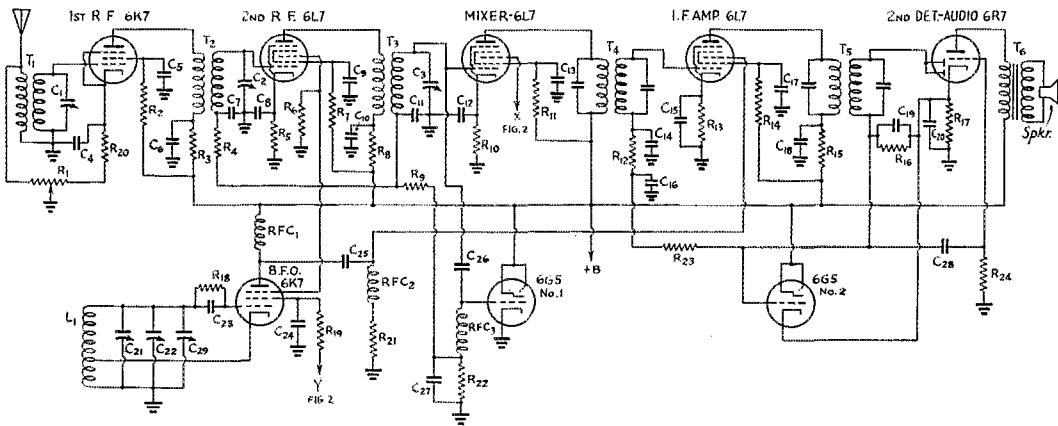 1ST R.F. 6K7
2ND R.F. 6L7
MIXER-6L7
I.F. AMP. 6L7
2ND DET.-AUDIO 6R7
T1
C1
C4
R1
R20
C5
R2
C6
R3
T2
C2
C7
C8
R4
R5
R6
R7
C9
C10
R8
T3
C3
C11
C12
R9
R10
X
FIG. 2
R11
C13
T4
C14
R12
C16
C15
R13
R14
C17
C18
T5
R15
C19
R16
C20
R17
T6
Spkr.
RFC1
B.F.O.
6K7
R18
C23
L1
C21
C22
C29
C24
R19
Y
FIG 2
C25
RFC2
R21
C26
RFC3
C27
R22
6G5
No.1
+B
R23
6G5
No.2
C28
R24